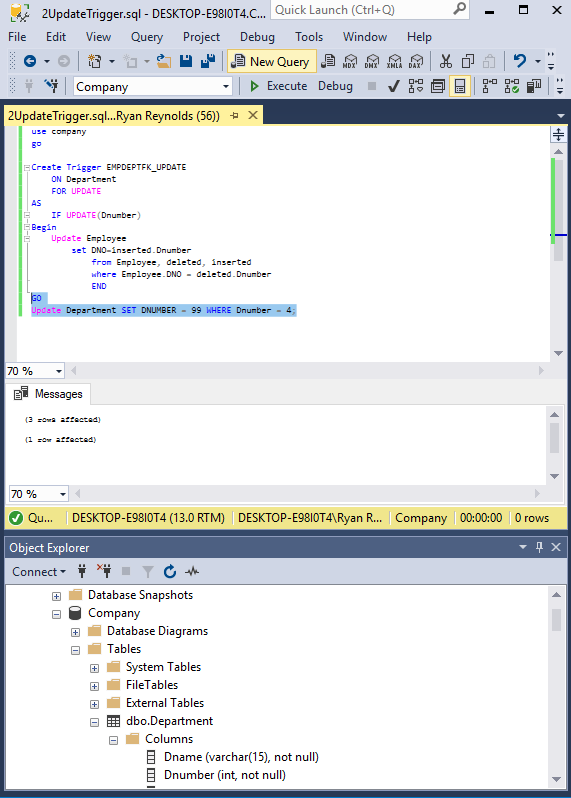 2UpdateTrigger.sql - DESKTOP-E98I0T4.C...
Quick Launch (Ctrl+Q)
File Edit View Query Project Debug Tools Window Help
New Query MDX DMX XMLA DAX
Company Execute Debug
2UpdateTrigger.sql...Ryan Reynolds (56))
use company
go
Create Trigger EMPDEPTFK_UPDATE
ON Department
FOR UPDATE
AS
IF UPDATE(Dnumber)
Begin
Update Employee
set DNO=inserted.Dnumber
from Employee, deleted, inserted
where Employee.DNO = deleted.Dnumber
END
GO
Update Department SET DNUMBER = 99 WHERE Dnumber = 4;
70 %
Messages
(3 rows affected)
(1 row affected)
70 %
Qu... DESKTOP-E98I0T4 (13.0 RTM) DESKTOP-E98I0T4\Ryan R... Company 00:00:00 0 rows
Object Explorer
Connect
Database Snapshots
Company
Database Diagrams
Tables
System Tables
FileTables
External Tables
dbo.Department
Columns
Dname (varchar(15), not null)
Dnumber (int, not null)